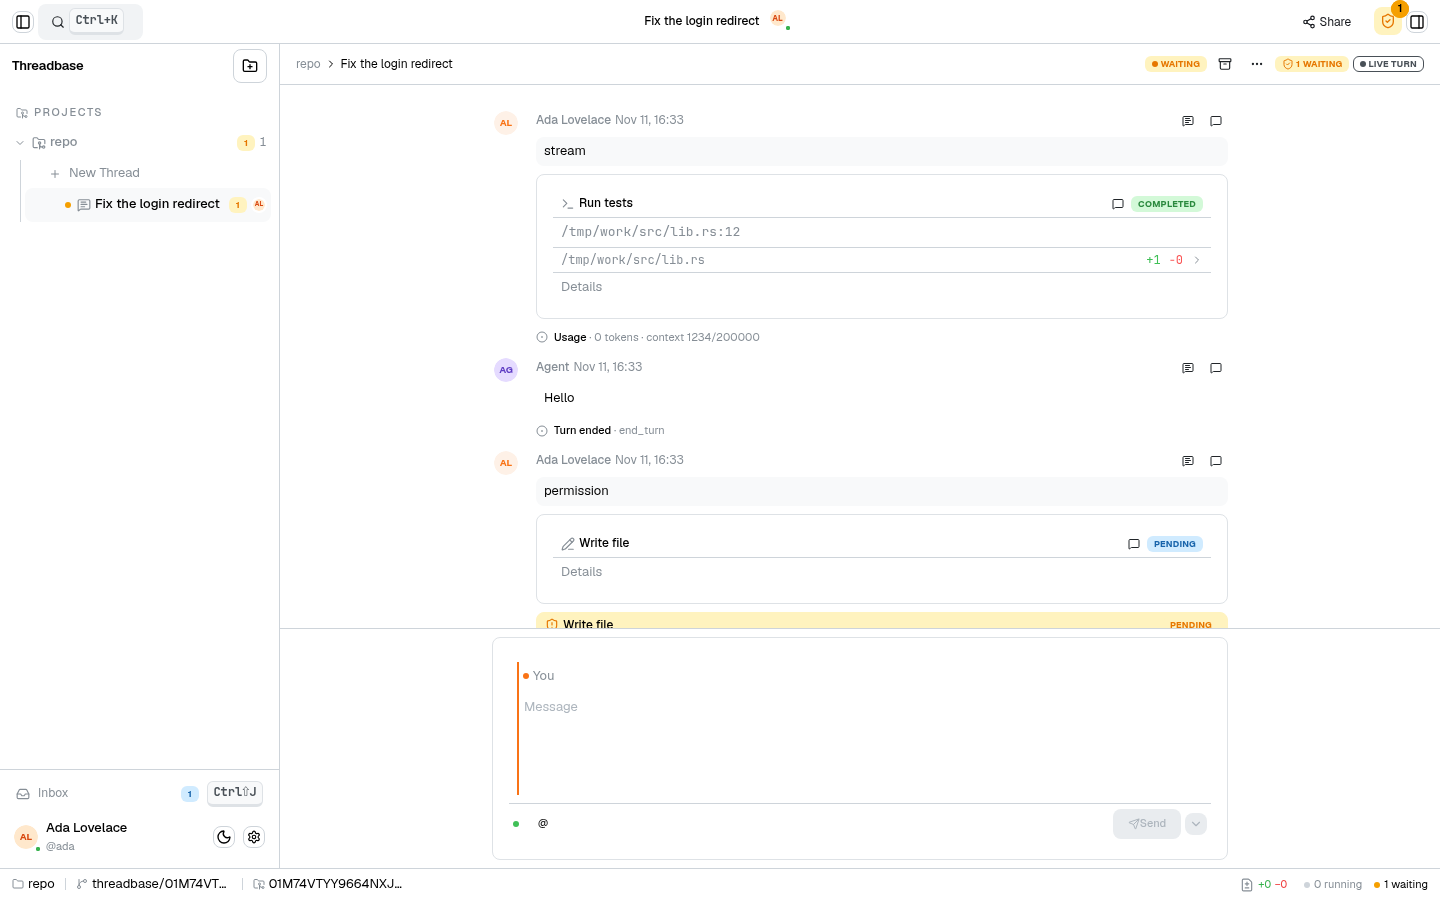 Ctrl+K
Fix the login redirect AL
Share
1
Threadbase
repo > Fix the login redirect
WAITING
1 WAITING
LIVE TURN
PROJECTS
repo 1 1
+ New Thread
Fix the login redirect 1 AL
AL Ada Lovelace Nov 11, 16:33
stream
Run tests COMPLETED
/tmp/work/src/lib.rs:12
/tmp/work/src/lib.rs +1 -0
Details
Usage · 0 tokens · context 1234/200000
AG Agent Nov 11, 16:33
Hello
Turn ended · end_turn
AL Ada Lovelace Nov 11, 16:33
permission
Write file PENDING
Details
Write file PENDING
You
Message
@ Send
Inbox 1 Ctrl⇧J
AL Ada Lovelace
@ada
repo threadbase/01M74VT... 01M74VTYY9664NXJ...
+0 −0 0 running 1 waiting